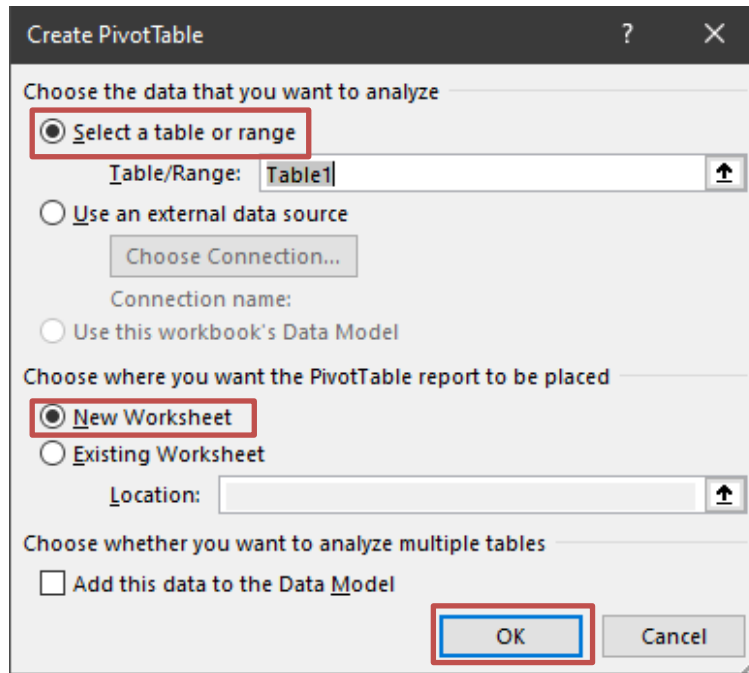 Create PivotTable ?
Choose the data that you want to analyze
Select a table or range
Table/Range: Table1
Use an external data source
Choose Connection...
Connection name:
Use this workbook's Data Model
Choose where you want the PivotTable report to be placed
New Worksheet
Existing Worksheet
Location:
Choose whether you want to analyze multiple tables
Add this data to the Data Model
OK Cancel